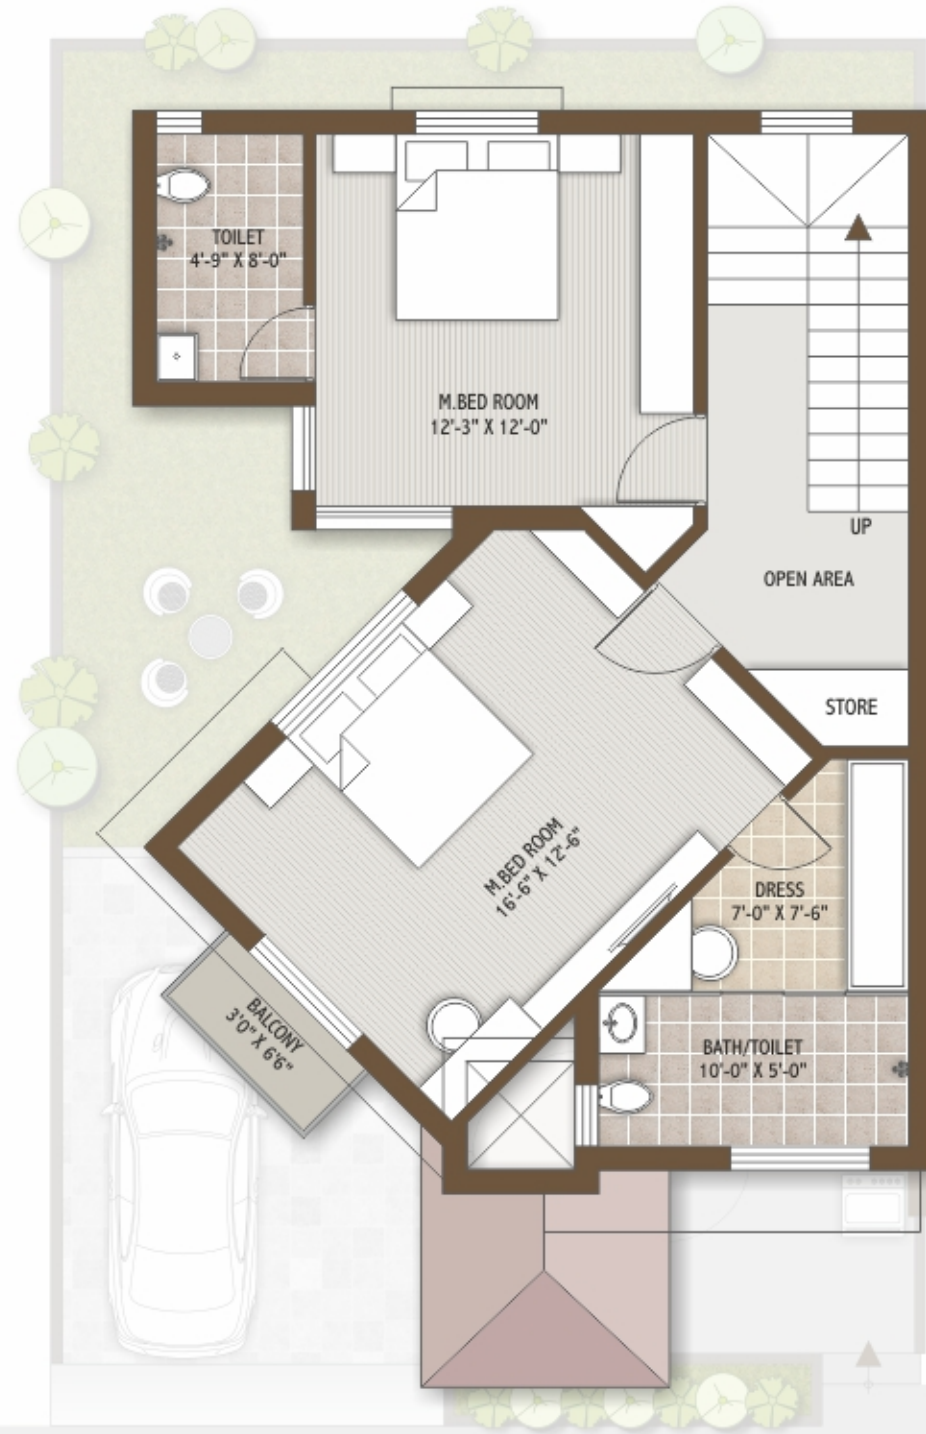 TOILET
4'-9" X 8'-0"
M.BED ROOM
12'-3" X 12'-0"
UP
OPEN AREA
STORE
M.BED ROOM
16'-6" X 12'-6"
DRESS
7'-0" X 7'-6"
BALCONY
3'0" X 6'6"
BATH/TOILET
10'-0" X 5'-0"